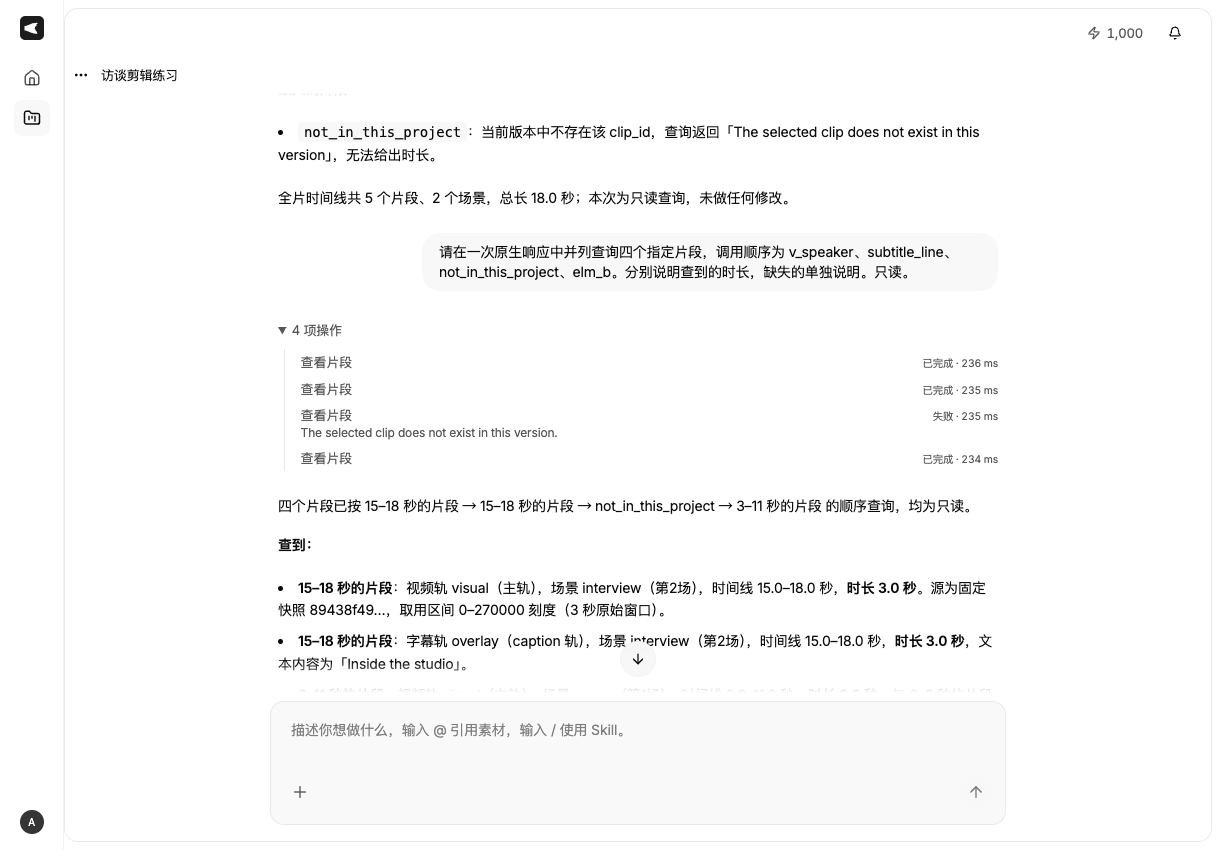 1,000
访谈剪辑练习
• not_in_this_project：当前版本中不存在该 clip_id，查询返回「The selected clip does not exist in this
version」，无法给出时长。
全片时间线共 5 个片段、2 个场景，总长 18.0 秒；本次为只读查询，未做任何修改。
请在一次原生响应中并列查询四个指定片段，调用顺序为 v_speaker、subtitle_line、
not_in_this_project、elm_b。分别说明查到的时长，缺失的单独说明。只读。
▼ 4 项操作
查看片段 已完成 · 236 ms
查看片段 已完成 · 235 ms
查看片段 失败 · 235 ms
The selected clip does not exist in this version.
查看片段 已完成 · 234 ms
四个片段已按 15–18 秒的片段 → 15–18 秒的片段 → not_in_this_project → 3–11 秒的片段 的顺序查询，均为只读。
查到：
• 15–18 秒的片段：视频轨 visual（主轨），场景 interview（第2场），时间线 15.0–18.0 秒，时长 3.0 秒。源为固定
快照 89438f49…，取用区间 0–270000 刻度（3 秒原始窗口）。
• 15–18 秒的片段：字幕轨 overlay（caption 轨），场景 interview（第2场），时间线 15.0–18.0 秒，时长 3.0 秒，文
本内容为「Inside the studio」。
描述你想做什么，输入 @ 引用素材，输入 / 使用 Skill。
A